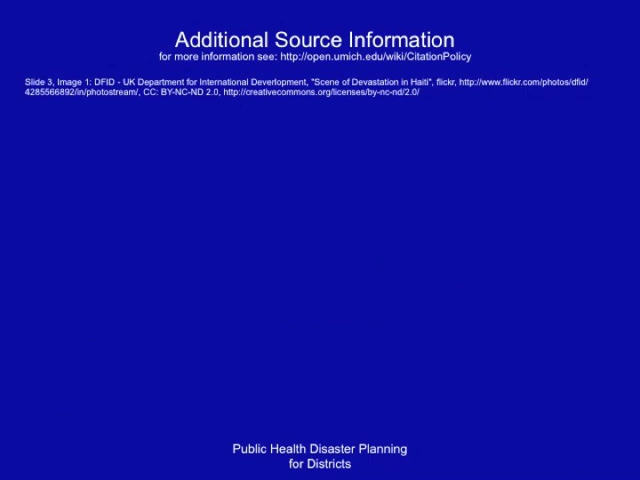 Additional Source Information
for more information see: http://open.umich.edu/wiki/CitationPolicy
Slide 3, Image 1: DFID - UK Department for International Deverlopment, "Scene of Devastation in Haiti", flickr, http://www.flickr.com/photos/dfid/
4285566892/in/photostream/, CC: BY-NC-ND 2.0, http://creativecommons.org/licenses/by-nc-nd/2.0/
Public Health Disaster Planning
for Districts